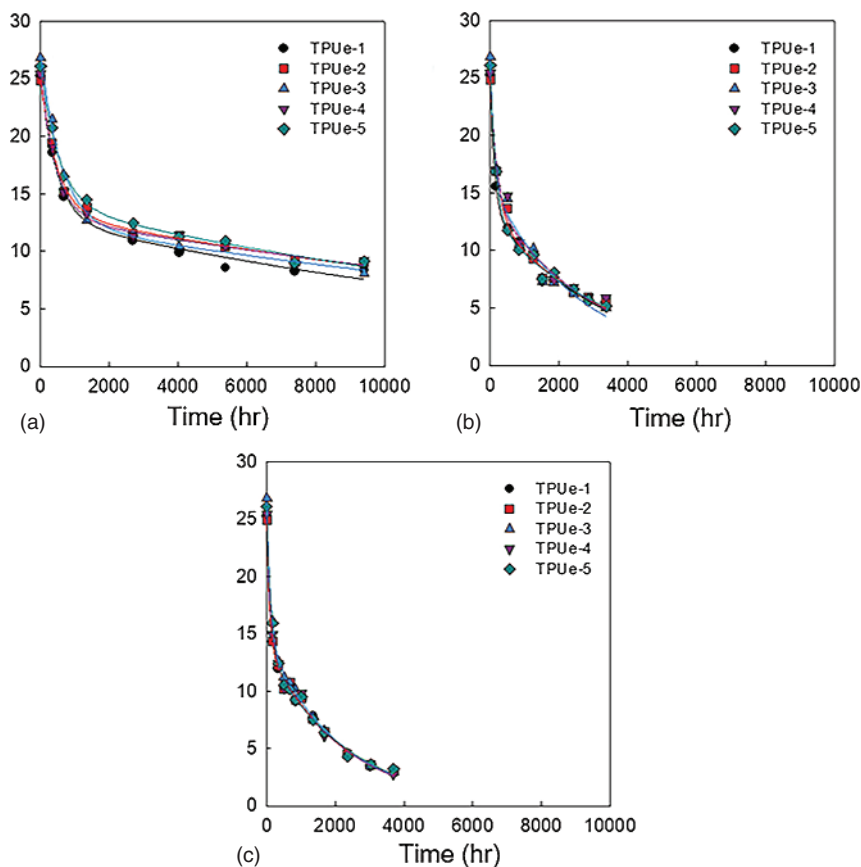 30
25
20
15
10
5
0
TPUe-1
TPUe-2
TPUe-3
TPUe-4
TPUe-5
0 2000 4000 6000 8000 10000
(a) Time (hr)
30
25
20
15
10
5
0
TPUe-1
TPUe-2
TPUe-3
TPUe-4
TPUe-5
0 2000 4000 6000 8000 10000
(b) Time (hr)
30
25
20
15
10
5
0
TPUe-1
TPUe-2
TPUe-3
TPUe-4
TPUe-5
0 2000 4000 6000 8000 10000
(c) Time (hr)